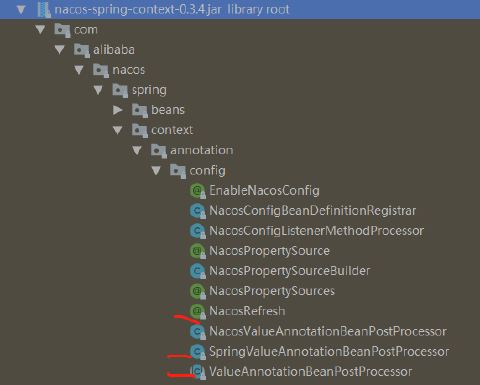 nacos-spring-context-0.3.4.jar library root
com
alibaba
nacos
spring
beans
context
annotation
config
EnableNacosConfig
NacosConfigBeanDefinitionRegistrar
NacosConfigListenerMethodProcessor
NacosPropertySource
NacosPropertySourceBuilder
NacosPropertySources
NacosRefresh
NacosValueAnnotationBeanPostProcessor
SpringValueAnnotationBeanPostProcessor
ValueAnnotationBeanPostProcessor